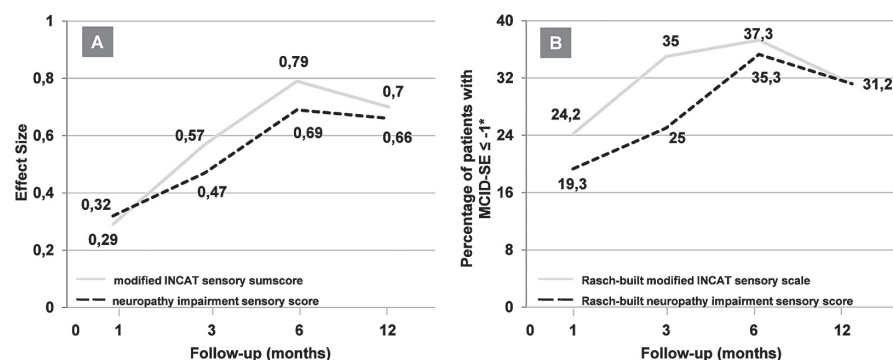 A
Effect Size
1
0,8
0,6
0,4
0,2
0
0,79
0,7
0,57
0,69
0,66
0,47
0,32
0,29
modified INCAT sensory sumscore
neuropathy impairment sensory score
0 1 3 6 12
Follow-up (months)
B
Percentage of patients with
MCID-SE ≤ -1*
40
32
24
16
8
0
37,3
35
35,3
31,2
24,2
25
19,3
Rasch-built modified INCAT sensory scale
Rasch-built neuropathy impairment sensory score
0 1 3 6 12
Follow-up (months)